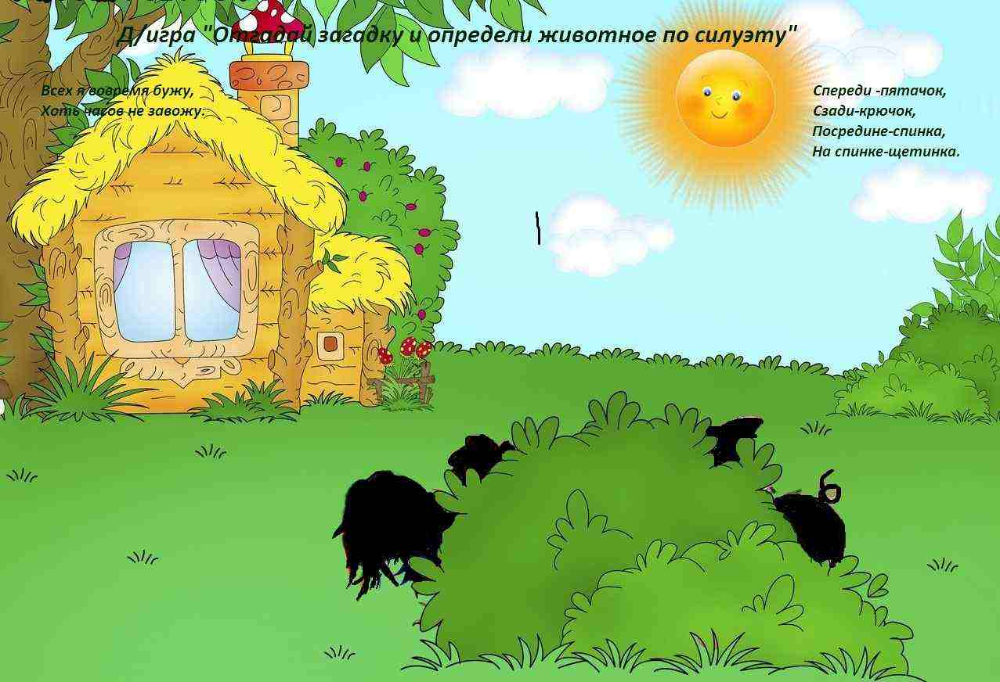 Д/игра "Отгадай загадку и определи животное по силуэту"
Всех я вовремя бужу,
Хоть часов не завожу.
Спереди -пятачок,
Сзади-крючок,
Посредине-спинка,
На спинке-щетинка.